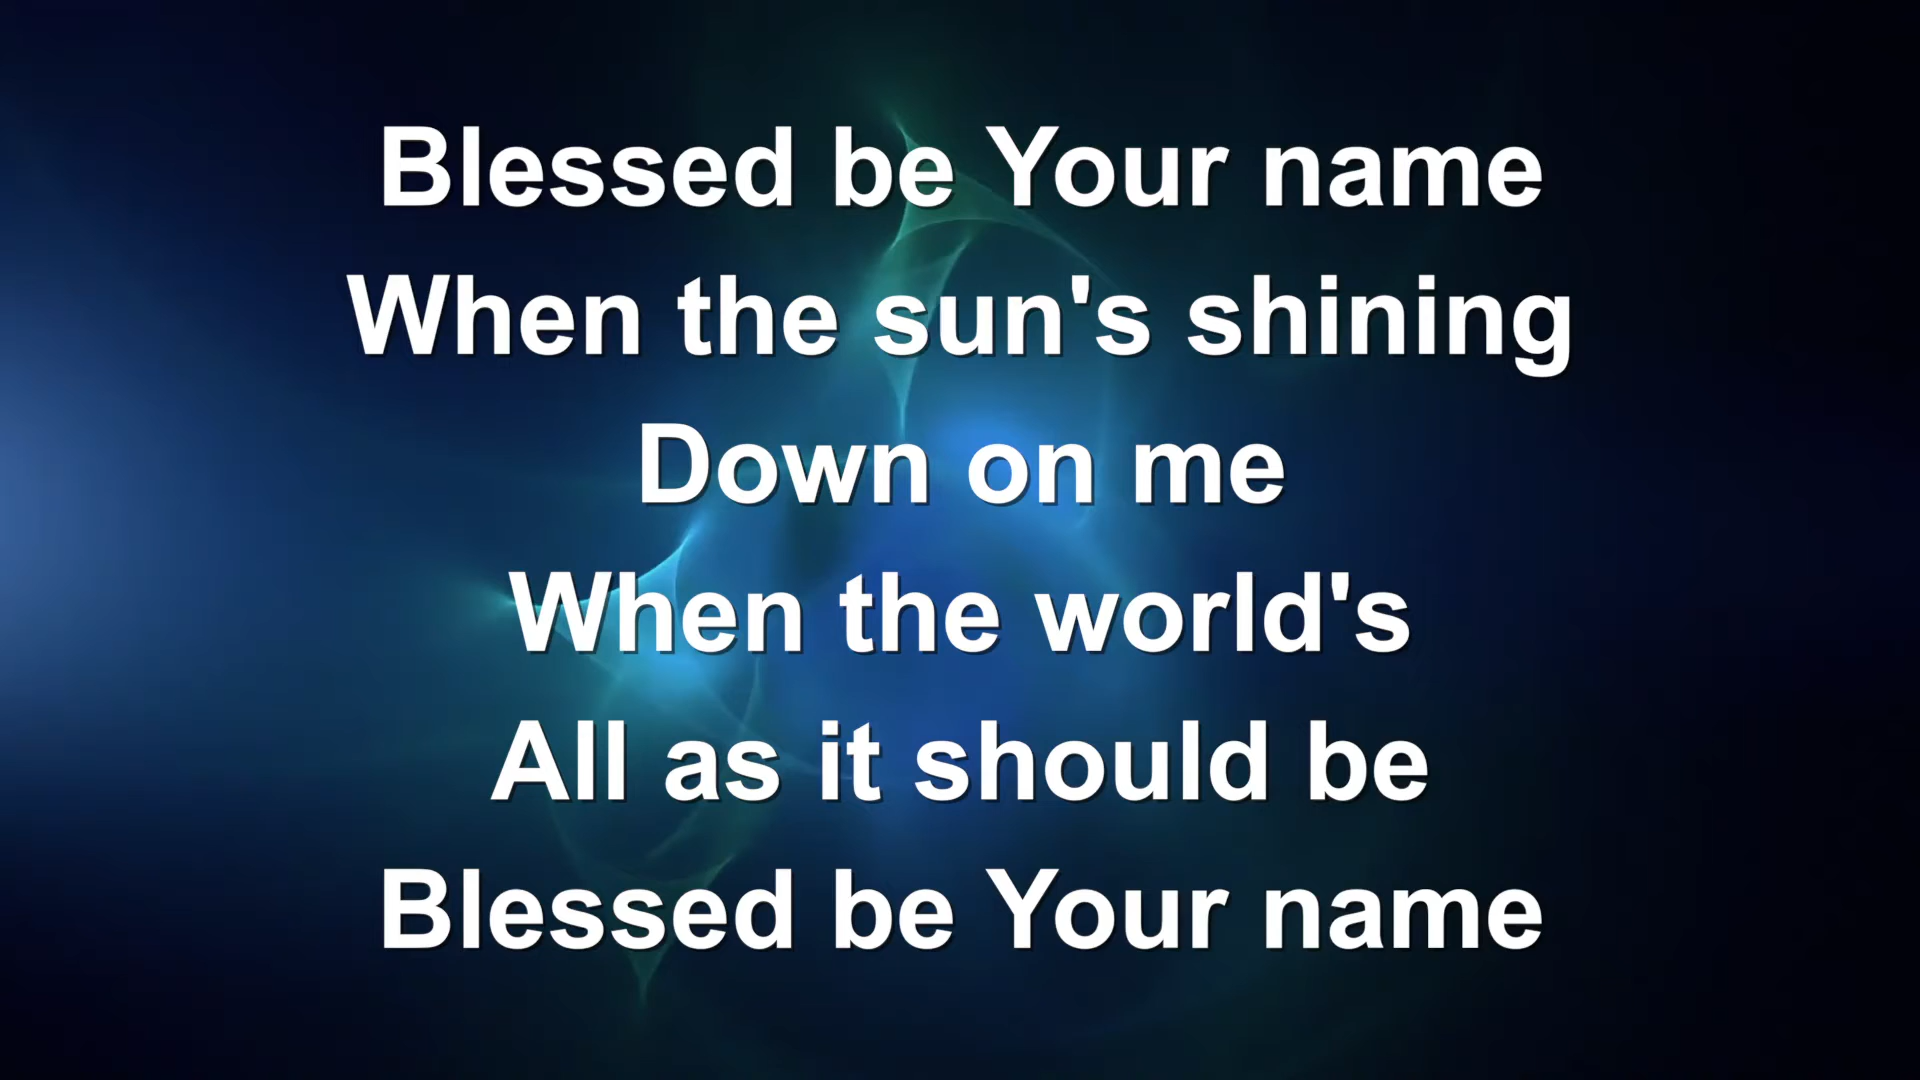 Blessed be Your name
When the sun's shining
Down on me
When the world's
All as it should be
Blessed be Your name